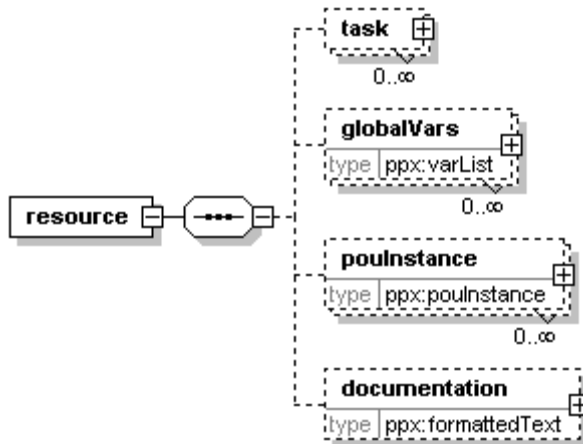 task
0..∞
globalVars
type ppx:varList
0..∞
resource
pouInstance
type ppx:pouInstance
0..∞
documentation
type ppx:formattedText